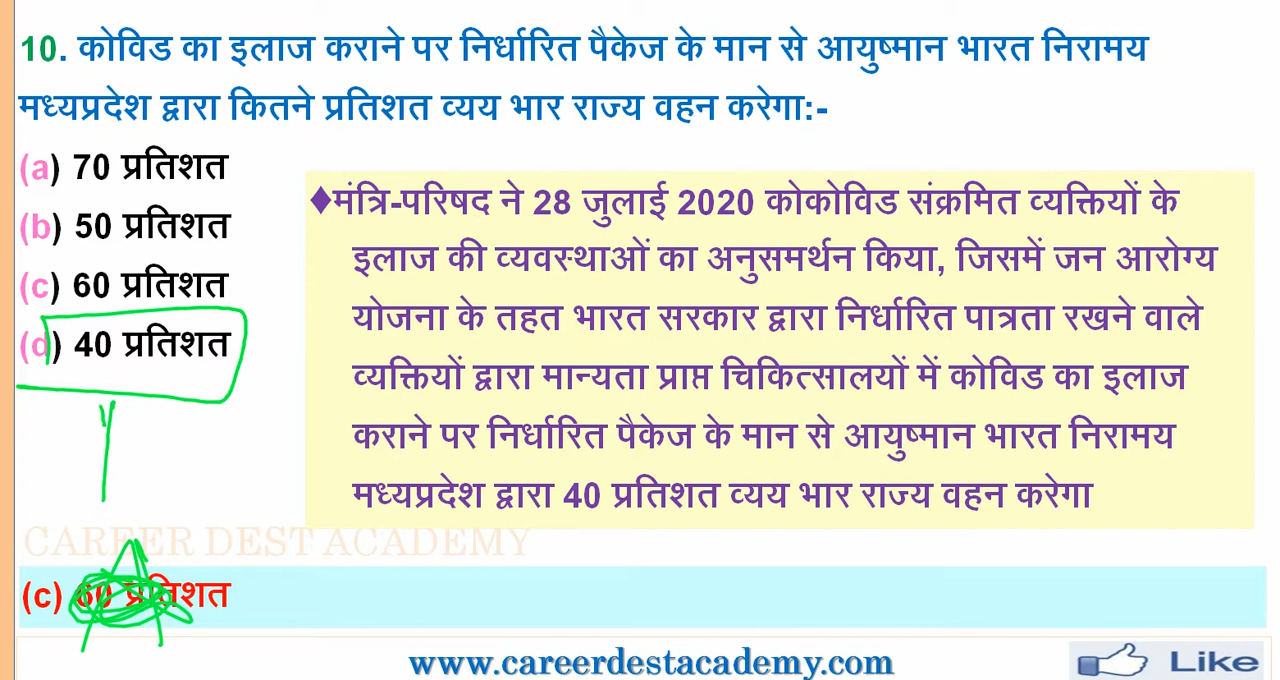 10. कोविड का इलाज कराने पर निर्धारित पैकेज के मान से आयुष्मान भारत निरामय
मध्यप्रदेश द्वारा कितने प्रतिशत व्यय भार राज्य वहन करेगा:-
(a) 70 प्रतिशत
(b) 50 प्रतिशत
(c) 60 प्रतिशत
(d) 40 प्रतिशत
♦मंत्रि-परिषद ने 28 जुलाई 2020 कोकोविड संक्रमित व्यक्तियों के
इलाज की व्यवस्थाओं का अनुसमर्थन किया, जिसमें जन आरोग्य
योजना के तहत भारत सरकार द्वारा निर्धारित पात्रता रखने वाले
व्यक्तियों द्वारा मान्यता प्राप्त चिकित्सालयों में कोविड का इलाज
कराने पर निर्धारित पैकेज के मान से आयुष्मान भारत निरामय
मध्यप्रदेश द्वारा 40 प्रतिशत व्यय भार राज्य वहन करेगा
CAREER DEST ACADEMY
(c) 60 प्रतिशत
www.careerdestacademy.com
Like